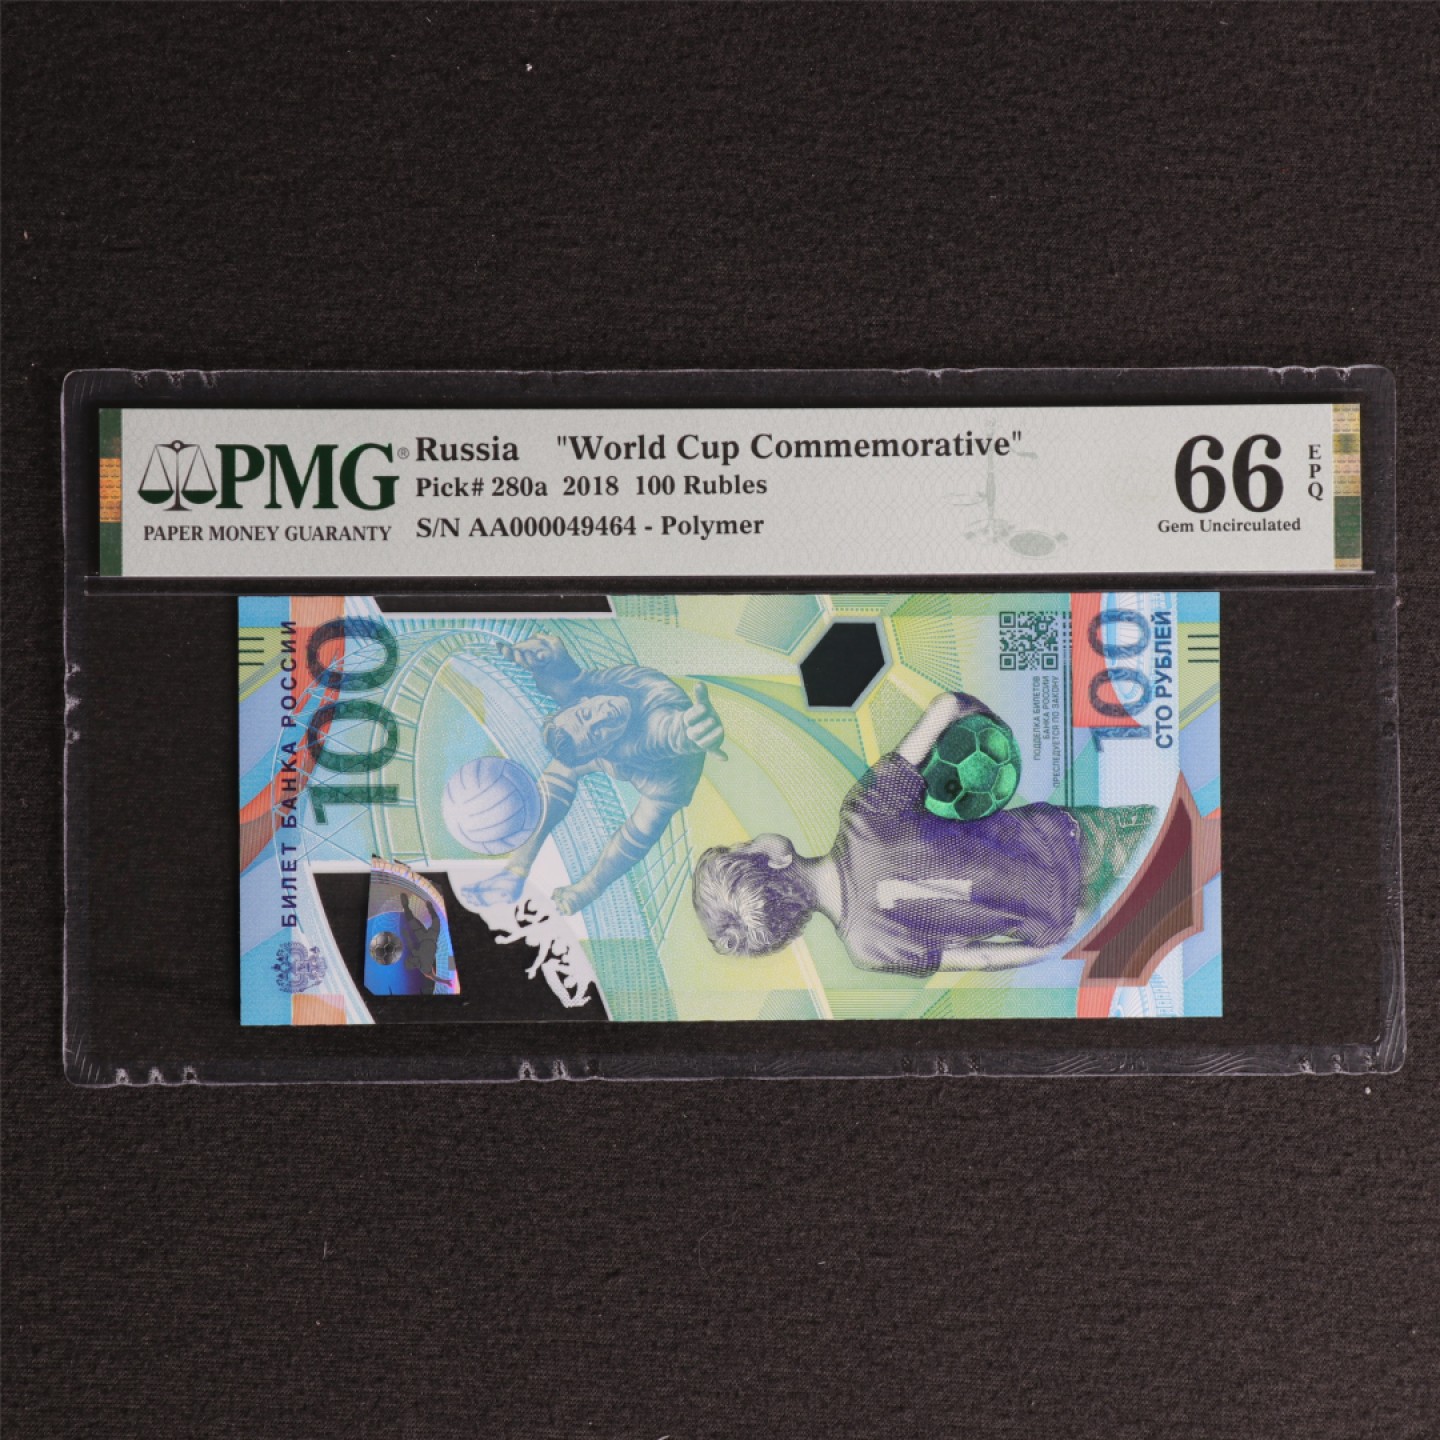 PMG®
PAPER MONEY GUARANTY
Russia "World Cup Commemorative"
Pick# 280a 2018 100 Rubles
S/N AA000049464 - Polymer
66
EPQ
Gem Uncirculated
БИЛЕТ БАНКА РОССИИ
100
1
ПОДДЕЛКА БИЛЕТОВ
БАНКА РОССИИ
ПРЕСЛЕДУЕТСЯ ПО ЗАКОНУ
100
СТО РУБЛЕЙ